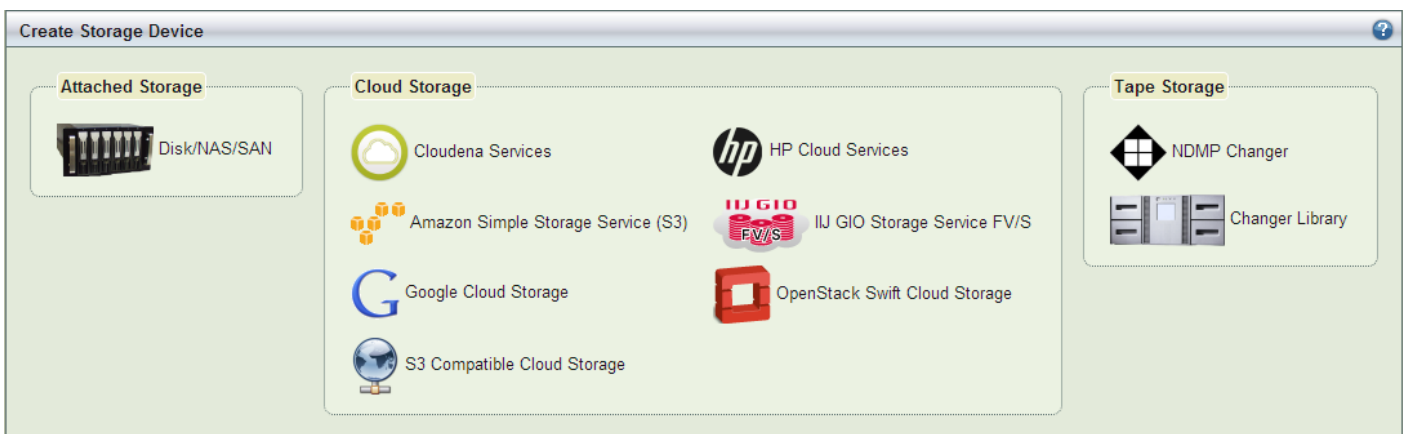 Create Storage Device
?
Attached Storage
Disk/NAS/SAN
Cloud Storage
Cloudena Services
hp
HP Cloud Services
Amazon Simple Storage Service (S3)
IIJ GIO
FV/S
IIJ GIO Storage Service FV/S
G
Google Cloud Storage
OpenStack Swift Cloud Storage
S3 Compatible Cloud Storage
Tape Storage
NDMP Changer
Changer Library